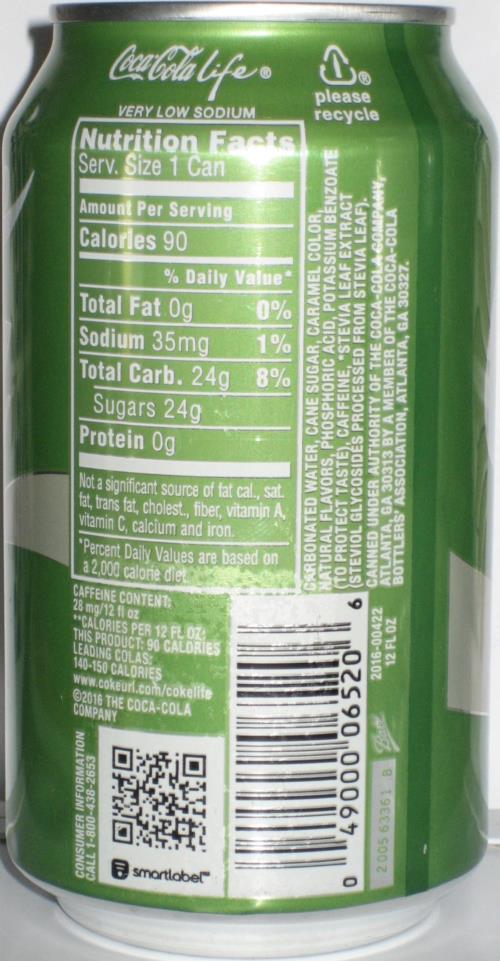 Coca-Cola Life ®
VERY LOW SODIUM
please
recycle
Nutrition Facts
Serv. Size 1 Can
Amount Per Serving
Calories 90
% Daily Value*
Total Fat 0g 0%
Sodium 35mg 1%
Total Carb. 24g 8%
Sugars 24g
Protein 0g
Not a significant source of fat cal., sat.
fat, trans fat, cholest., fiber, vitamin A,
vitamin C, calcium and iron.
*Percent Daily Values are based on
a 2,000 calorie diet.
CARBONATED WATER, CANE SUGAR, CARAMEL COLOR,
NATURAL FLAVORS, PHOSPHORIC ACID, POTASSIUM BENZOATE
(TO PROTECT TASTE), CAFFEINE, *STEVIA LEAF EXTRACT
(STEVIOL GLYCOSIDES PROCESSED FROM STEVIA LEAF).
CANNED UNDER AUTHORITY OF THE COCA-COLA COMPANY,
ATLANTA, GA 30313 BY A MEMBER OF THE COCA-COLA
BOTTLERS' ASSOCIATION, ATLANTA, GA 30327.
CAFFEINE CONTENT:
28 mg/12 fl oz
**CALORIES PER 12 FL OZ:
THIS PRODUCT: 90 CALORIES
LEADING COLAS:
140-150 CALORIES
www.cokeurl.com/cokelife
©2016 THE COCA-COLA
COMPANY
CONSUMER INFORMATION
CALL 1-800-438-2653
smartlabel™
0 49000 06520 6
2016-00422
12 FL OZ
Ball
2005 63361 B